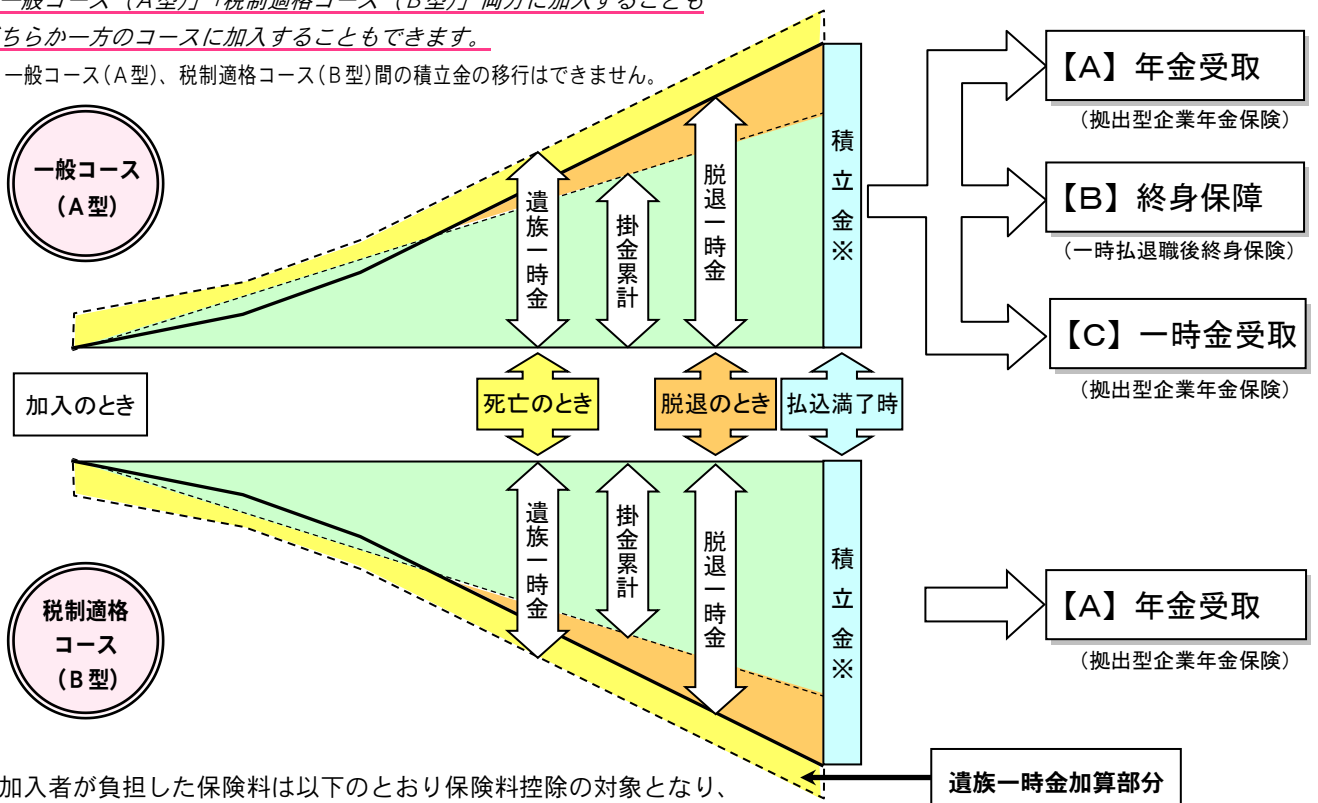 一般コース（A型）」「税制適格コース（B型）」両方に加入することも
ちらか一方のコースに加入することもできます。
一般コース(A型)、税制適格コース(B型)間の積立金の移行はできません。
一般コース
(A型)
遺族一時金
掛金累計
脱退一時金
積立金※
【A】年金受取
(拠出型企業年金保険)
【B】終身保障
(一時払退職後終身保険)
【C】一時金受取
(拠出型企業年金保険)
加入のとき
死亡のとき
脱退のとき
払込満了時
税制適格
コース
(B型)
遺族一時金
掛金累計
脱退一時金
積立金※
【A】年金受取
(拠出型企業年金保険)
遺族一時金加算部分
加入者が負担した保険料は以下のとおり保険料控除の対象となり、